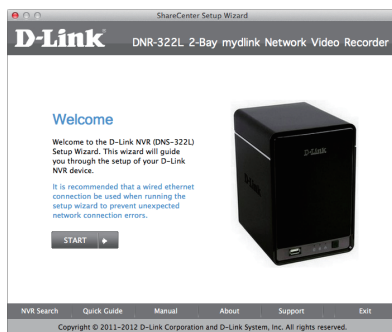 ShareCenter Setup Wizard
D-Link
DNR-322L 2-Bay mydlink Network Video Recorder
Welcome
Welcome to the D-Link NVR (DNS-322L)
Setup Wizard. This wizard will guide
you through the setup of your D-Link
NVR device.
It is recommended that a wired ethernet
connection be used when running the
setup wizard to prevent unexpected
network connection errors.
START
D-Link
D-Link
NVR Search Quick Guide Manual About Support Exit
Copyright © 2011-2012 D-Link Corporation and D-Link System, Inc. All rights reserved.